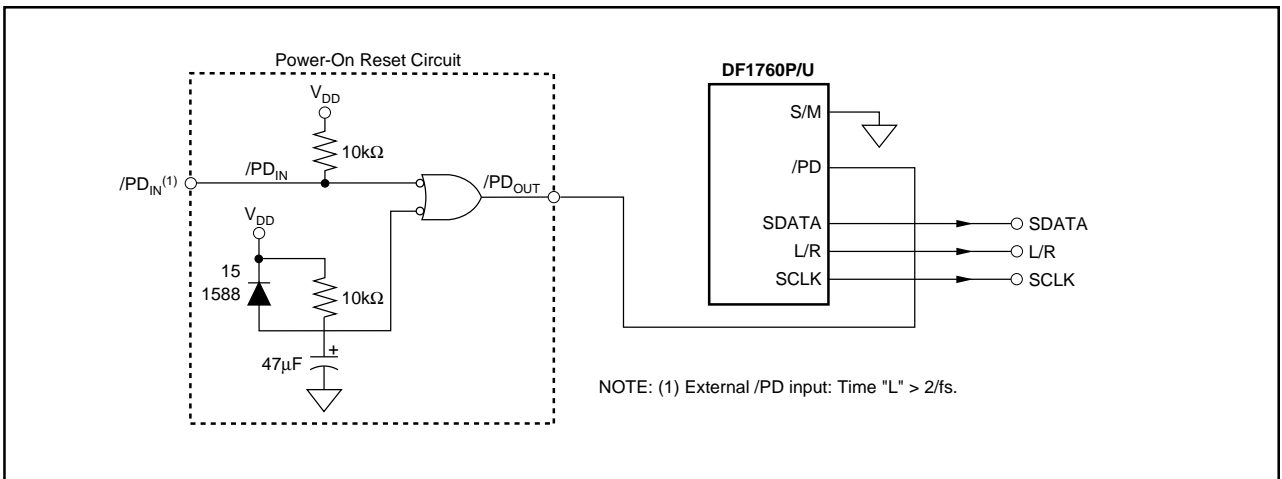 Power-On Reset Circuit
V_DD
10kΩ
/PD_IN(1)
/PD_IN
/PD_OUT
V_DD
15
1588
10kΩ
+
47µF
DF1760P/U
S/M
/PD
SDATA
SDATA
L/R
L/R
SCLK
SCLK
NOTE: (1) External /PD input: Time "L" > 2/fs.